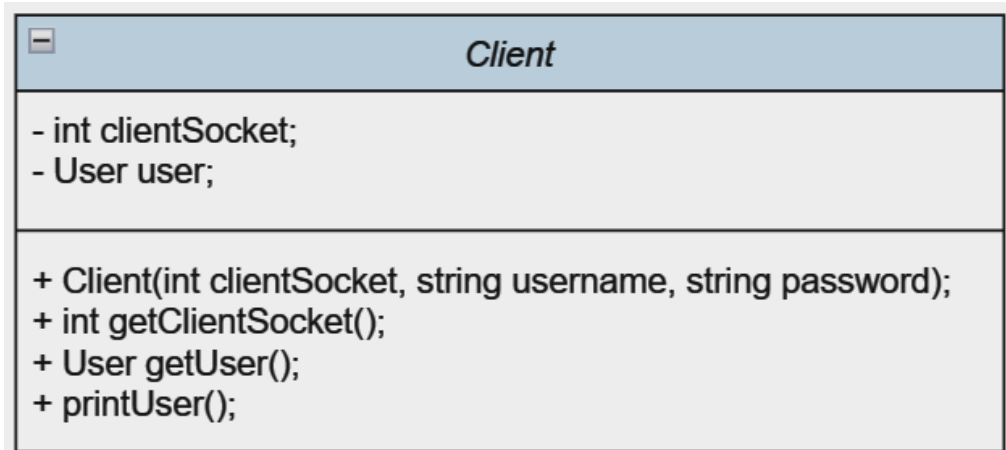 Client
- int clientSocket;
- User user;
+ Client(int clientSocket, string username, string password);
+ int getClientSocket();
+ User getUser();
+ printUser();